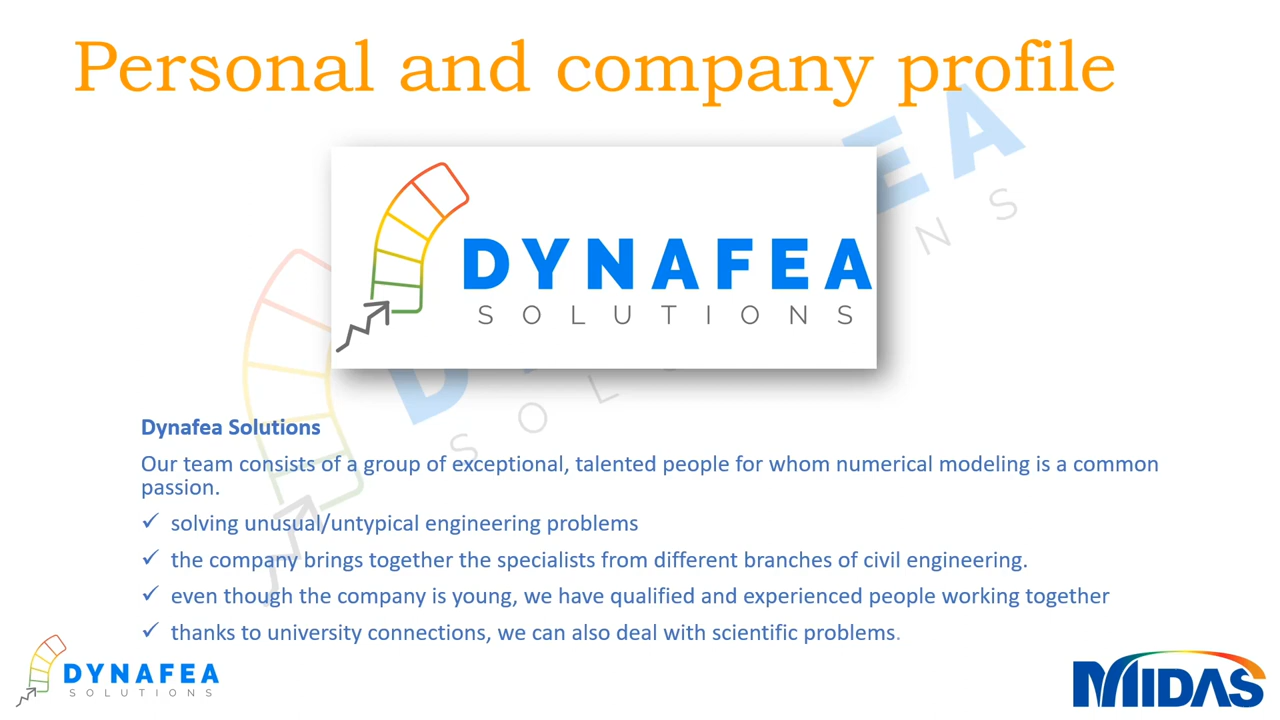 Personal and company profile
DYNAFEA
SOLUTIONS
Dynafea Solutions
Our team consists of a group of exceptional, talented people for whom numerical modeling is a common
passion.
✓ solving unusual/untypical engineering problems
✓ the company brings together the specialists from different branches of civil engineering.
✓ even though the company is young, we have qualified and experienced people working together
✓ thanks to university connections, we can also deal with scientific problems.
DYNAFEA
SOLUTIONS
MIDAS